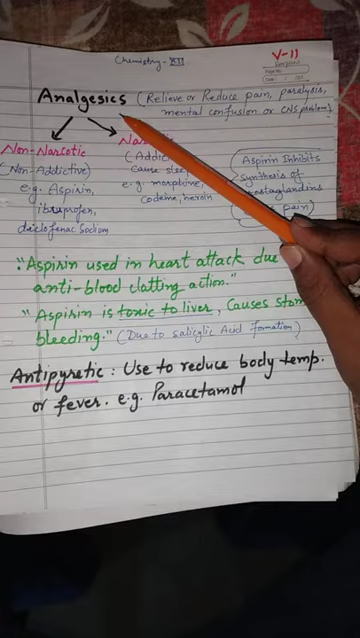 Chemistry-XII
V-11
Analgesics (Relieve or Reduce pain, paralysis,
mental confusion or CNS problem)
Non-Narcotic
(Non-Addictive)
e.g. Aspirin,
ibuprofen,
diclofenac Sodium
Nar
(Addic
Cause sleep
e.g. morphine,
codeine, heroin
Aspirin Inhibits
synthesis of
prostaglandins
pain)
"Aspirin used in heart attack due
anti-blood clotting action."
"Aspirin is toxic to liver, Causes stom
bleeding." (Due to salicylic Acid formation)
Antipyretic : Use to reduce body temp.
or fever. e.g. Paracetamol